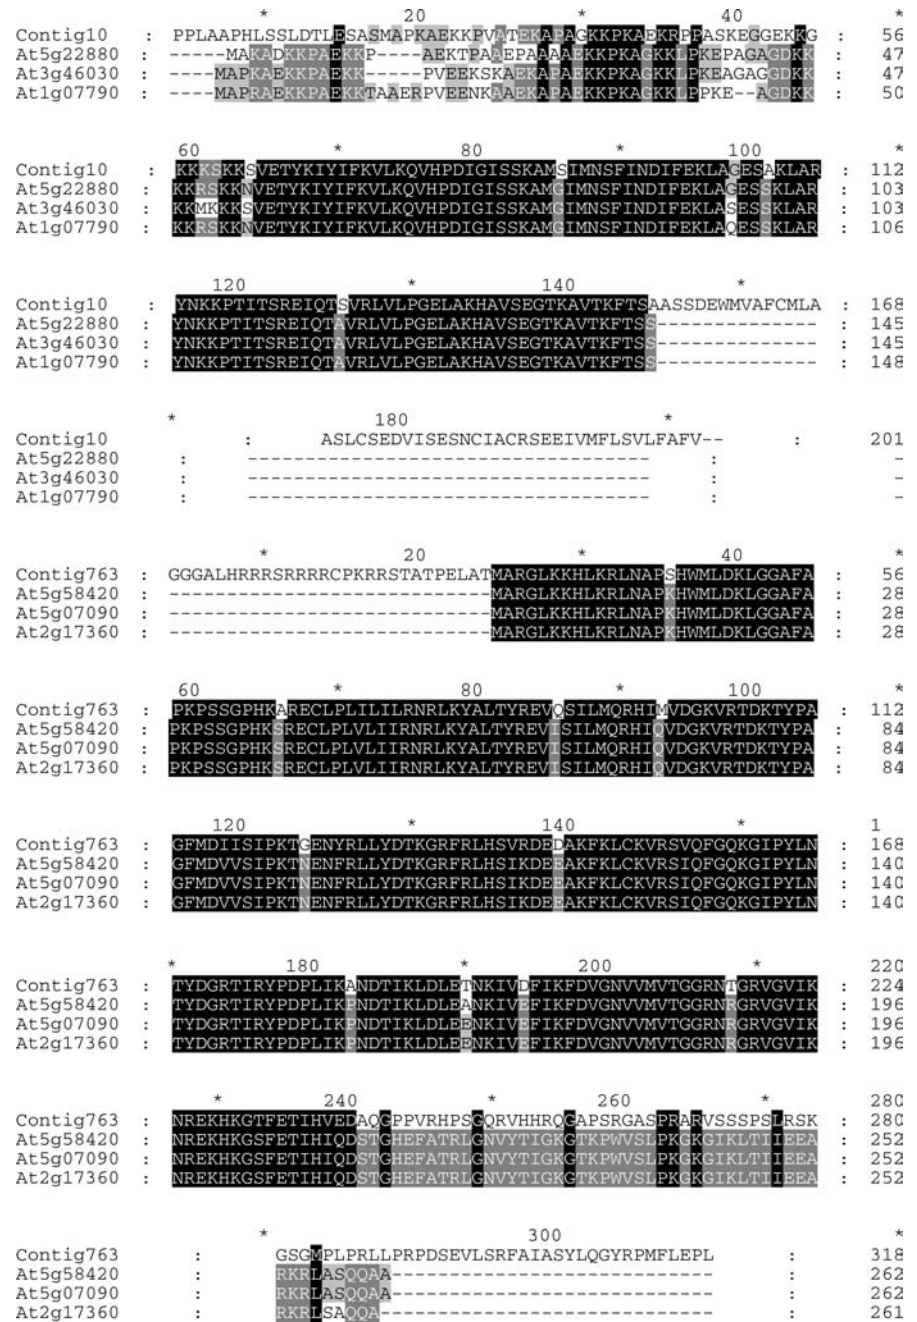 * 20 * 40 *
Contig10 : PPLAAPHLSSLDTLESASMAPKAEKKPVATEKAPAGKKPKAEKRPPASKEGGEKKG : 56
At5g22880 : -----MAKADKKPAEKKP----AEKTPAAEPAAAAEKKPKAGKKLPKEPAGAGDKK : 47
At3g46030 : ----MAPKAEKKPAEKK-----PVEEKSKAEKAPAEKKPKAGKKLPKEAGAGGDKK : 47
At1g07790 : ----MAPRAEKKPAEKKTAAERPVEENKAAEKAPAEKKPKAGKKLPPKE--AGDKK : 50
60 * 80 * 100 *
Contig10 : KKKSKKSVETYKIYIFKVLKQVHPDIGISSKAMSIMNSFINDIFEKLAGESAKLAR : 112
At5g22880 : KKRSKKNVETYKIYIFKVLKQVHPDIGISSKAMGIMNSFINDIFEKLAGESSKLAR : 103
At3g46030 : KKMKKKSVETYKIYIFKVLKQVHPDIGISSKAMGIMNSFINDIFEKLASESSKLAR : 103
At1g07790 : KKRSKKNVETYKIYIFKVLKQVHPDIGISSKAMGIMNSFINDIFEKLAQESSKLAR : 106
120 * 140 *
Contig10 : YNKKPTITSREIQTSVRLVLPGELAKHAVSEGTKAVTKFTSAASSDEWMVAFCMLA : 168
At5g22880 : YNKKPTITSREIQTAVRLVLPGELAKHAVSEGTKAVTKFTSS-------------- : 145
At3g46030 : YNKKPTITSREIQTAVRLVLPGELAKHAVSEGTKAVTKFTSS-------------- : 145
At1g07790 : YNKKPTITSREIQTAVRLVLPGELAKHAVSEGTKAVTKFTSS-------------- : 148
* 180 *
Contig10 : ASLCSEDVISESNCIACRSEEIVMFLSVLFAFV-- : 201
At5g22880 : ----------------------------------- : -
At3g46030 : ----------------------------------- : -
At1g07790 : ----------------------------------- : -
* 20 * 40 *
Contig763 : GGGALHRRRSRRRRCPKRRSTATPELATMARGLKKHLKRLNAPSHWMLDKLGGAFA : 56
At5g58420 : ----------------------------MARGLKKHLKRLNAPKHWMLDKLGGAFA : 28
At5g07090 : ----------------------------MARGLKKHLKRLNAPKHWMLDKLGGAFA : 28
At2g17360 : ----------------------------MARGLKKHLKRLNAPKHWMLDKLGGAFA : 28
60 * 80 * 100 *
Contig763 : PKPSSGPHKARECLPLILILRNRLKYALTYREVQSILMQRHIMVDGKVRTDKTYPA : 112
At5g58420 : PKPSSGPHKSRECLPLVLIIRNRLKYALTYREVISILMQRHIQVDGKVRTDKTYPA : 84
At5g07090 : PKPSSGPHKSRECLPLVLIIRNRLKYALTYREVISILMQRHIQVDGKVRTDKTYPA : 84
At2g17360 : PKPSSGPHKSRECLPLVLIIRNRLKYALTYREVISILMQRHIQVDGKVRTDKTYPA : 84
120 * 140 * 1
Contig763 : GFMDIISIPKTGENYRLLYDTKGRFRLHSVRDEDAKFKLCKVRSVQFGQKGIPYLN : 168
At5g58420 : GFMDVVSIPKTNENFRLLYDTKGRFRLHSIKDEEAKFKLCKVRSIQFGQKGIPYLN : 140
At5g07090 : GFMDVVSIPKTNENFRLLYDTKGRFRLHSIKDEEAKFKLCKVRSIQFGQKGIPYLN : 140
At2g17360 : GFMDVVSIPKTNENFRLLYDTKGRFRLHSIKDEEAKFKLCKVRSIQFGQKGIPYLN : 140
* 180 * 200 * 220
Contig763 : TYDGRTIRYPDPLIKANDTIKLDLETNKIVDFIKFDVGNVVMVTGGRNTGRVGVIK : 224
At5g58420 : TYDGRTIRYPDPLIKPNDTIKLDLEANKIVEFIKFDVGNVVMVTGGRNRGRVGVIK : 196
At5g07090 : TYDGRTIRYPDPLIKPNDTIKLDLEENKIVEFIKFDVGNVVMVTGGRNRGRVGVIK : 196
At2g17360 : TYDGRTIRYPDPLIKPNDTIKLDLEENKIVEFIKFDVGNVVMVTGGRNRGRVGVIK : 196
* 240 * 260 * 280
Contig763 : NREKHKGTFETIHVEDAQGPPVRHPSGQRVHHRQGAPSRGASPRARVSSSPSLRSK : 280
At5g58420 : NREKHKGSFETIHIQDSTGHEFATRLGNVYTIGKGTKPWVSLPKGKGIKLTIIEEA : 252
At5g07090 : NREKHKGSFETIHIQDSTGHEFATRLGNVYTIGKGTKPWVSLPKGKGIKLTIIEEA : 252
At2g17360 : NREKHKGSFETIHIQDSTGHEFATRLGNVYTIGKGTKPWVSLPKGKGIKLTIIEEA : 252
* 300 *
Contig763 : GSGMPLPRLLPRPDSEVLSRFAIASYLQGYRPMFLEPL : 318
At5g58420 : RKRLASQQAA---------------------------- : 262
At5g07090 : RKRLASQQAA---------------------------- : 262
At2g17360 : RKRLSAQQA----------------------------- : 261